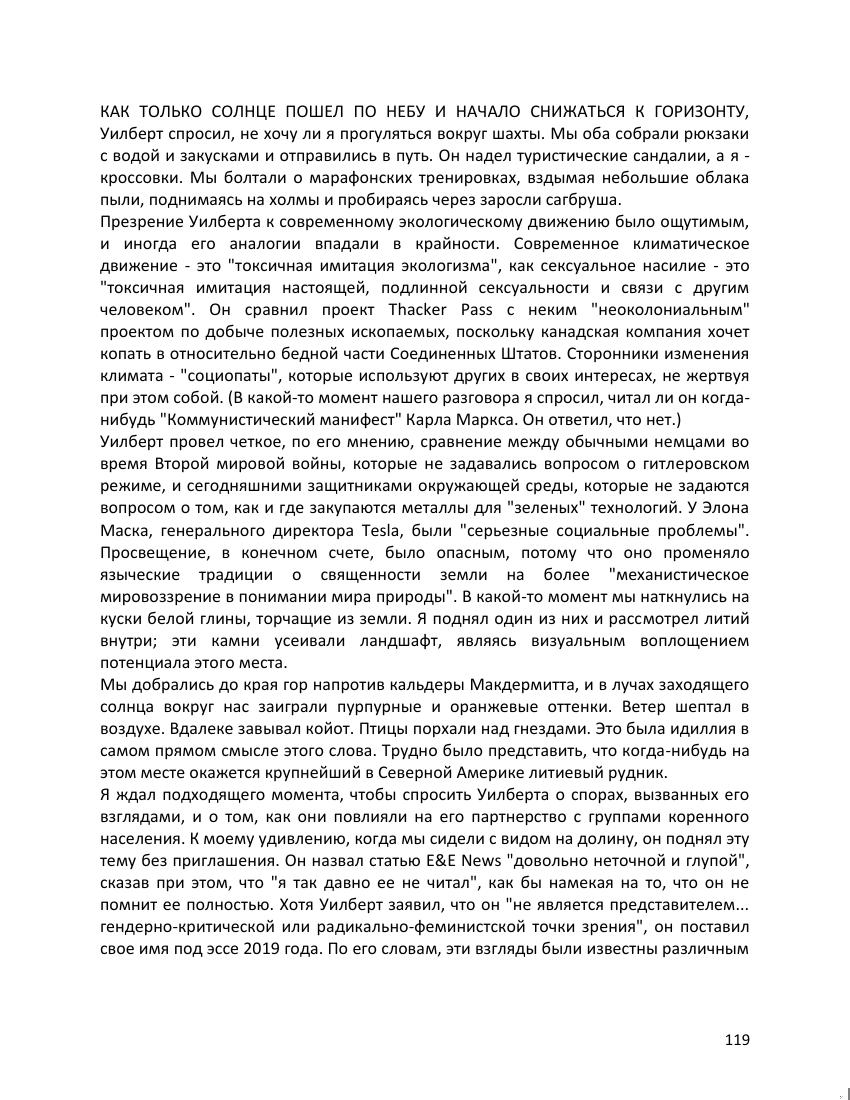 КАК ТОЛЬКО СОЛНЦЕ ПОШЕЛ ПО НЕБУ И НАЧАЛО СНИЖАТЬСЯ К ГОРИЗОНТУ,
Уилберт спросил, не хочу ли я прогуляться вокруг шахты. Мы оба собрали рюкзаки
с водой и закусками и отправились в путь. Он надел туристические сандалии, а я -
кроссовки. Мы болтали о марафонских тренировках, вздымая небольшие облака
пыли, поднимаясь на холмы и пробираясь через заросли сагбруша.
Презрение Уилберта к современному экологическому движению было ощутимым,
и иногда его аналогии впадали в крайности. Современное климатическое
движение - это "токсичная имитация экологизма", как сексуальное насилие - это
"токсичная имитация настоящей, подлинной сексуальности и связи с другим
человеком". Он сравнил проект Thacker Pass с неким "неоколониальным"
проектом по добыче полезных ископаемых, поскольку канадская компания хочет
копать в относительно бедной части Соединенных Штатов. Сторонники изменения
климата - "социопаты", которые используют других в своих интересах, не жертвуя
при этом собой. (В какой-то момент нашего разговора я спросил, читал ли он когда-
нибудь "Коммунистический манифест" Карла Маркса. Он ответил, что нет.)
Уилберт провел четкое, по его мнению, сравнение между обычными немцами во
время Второй мировой войны, которые не задавались вопросом о гитлеровском
режиме, и сегодняшними защитниками окружающей среды, которые не задаются
вопросом о том, как и где закупаются металлы для "зеленых" технологий. У Элона
Маска, генерального директора Tesla, были "серьезные социальные проблемы".
Просвещение, в конечном счете, было опасным, потому что оно променяло
языческие традиции о священности земли на более "механистическое
мировоззрение в понимании мира природы". В какой-то момент мы наткнулись на
куски белой глины, торчащие из земли. Я поднял один из них и рассмотрел литий
внутри; эти камни усеивали ландшафт, являясь визуальным воплощением
потенциала этого места.
Мы добрались до края гор напротив кальдеры Макдермитта, и в лучах заходящего
солнца вокруг нас заиграли пурпурные и оранжевые оттенки. Ветер шептал в
воздухе. Вдалеке завывал койот. Птицы порхали над гнездами. Это была идиллия в
самом прямом смысле этого слова. Трудно было представить, что когда-нибудь на
этом месте окажется крупнейший в Северной Америке литиевый рудник.
Я ждал подходящего момента, чтобы спросить Уилберта о спорах, вызванных его
взглядами, и о том, как они повлияли на его партнерство с группами коренного
населения. К моему удивлению, когда мы сидели с видом на долину, он поднял эту
тему без приглашения. Он назвал статью E&E News "довольно неточной и глупой",
сказав при этом, что "я так давно ее не читал", как бы намекая на то, что он не
помнит ее полностью. Хотя Уилберт заявил, что он "не является представителем...
гендерно-критической или радикально-феминистской точки зрения", он поставил
свое имя под эссе 2019 года. По его словам, эти взгляды были известны различным
119